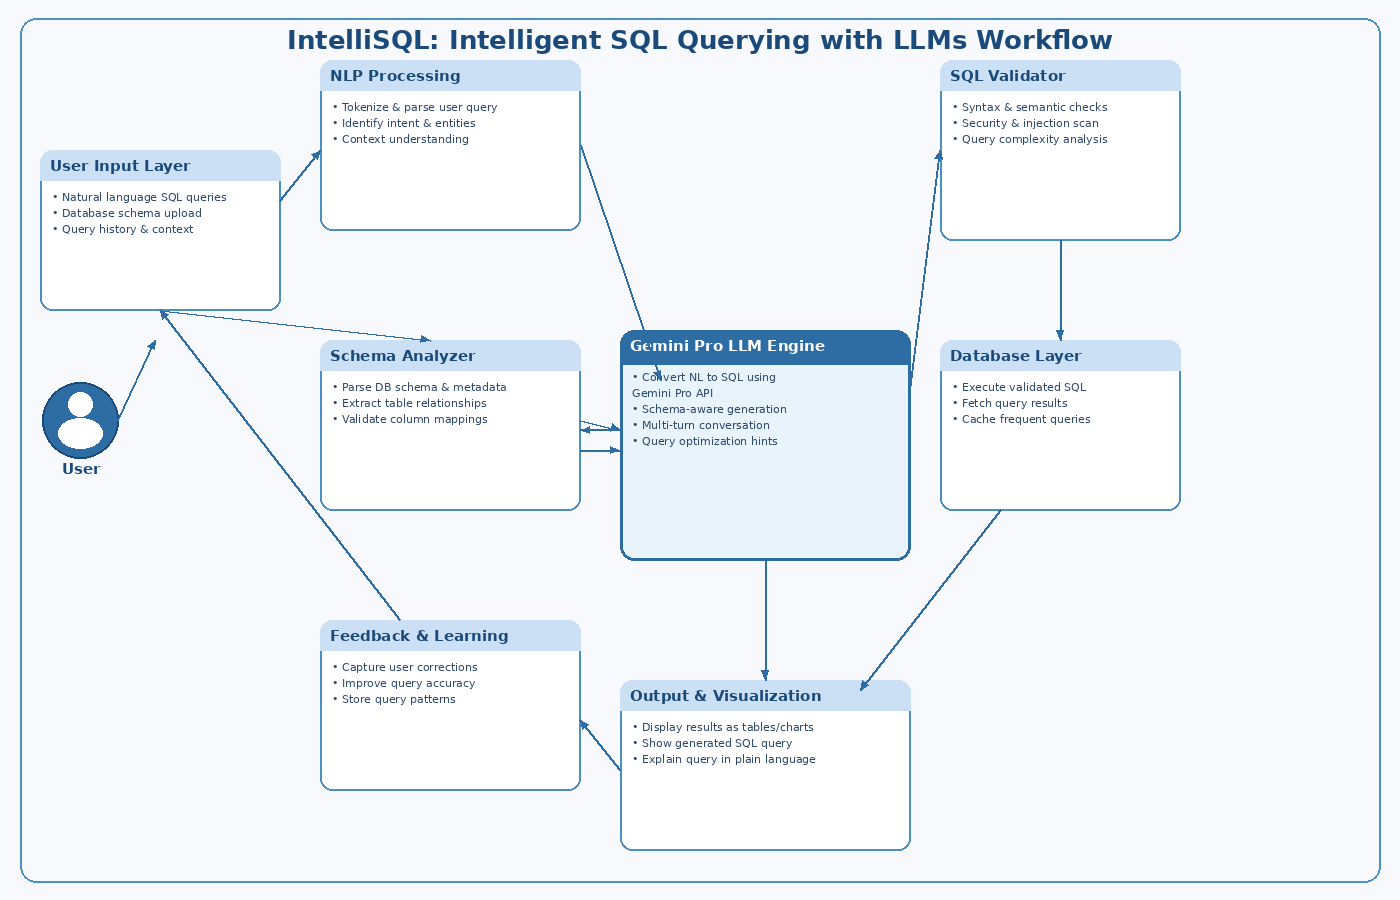 IntelliSQL: Intelligent SQL Querying with LLMs Workflow
User Input Layer
• Natural language SQL queries
• Database schema upload
• Query history & context
User
NLP Processing
• Tokenize & parse user query
• Identify intent & entities
• Context understanding
Schema Analyzer
• Parse DB schema & metadata
• Extract table relationships
• Validate column mappings
Gemini Pro LLM Engine
• Convert NL to SQL using
Gemini Pro API
• Schema-aware generation
• Multi-turn conversation
• Query optimization hints
SQL Validator
• Syntax & semantic checks
• Security & injection scan
• Query complexity analysis
Database Layer
• Execute validated SQL
• Fetch query results
• Cache frequent queries
Output & Visualization
• Display results as tables/charts
• Show generated SQL query
• Explain query in plain language
Feedback & Learning
• Capture user corrections
• Improve query accuracy
• Store query patterns